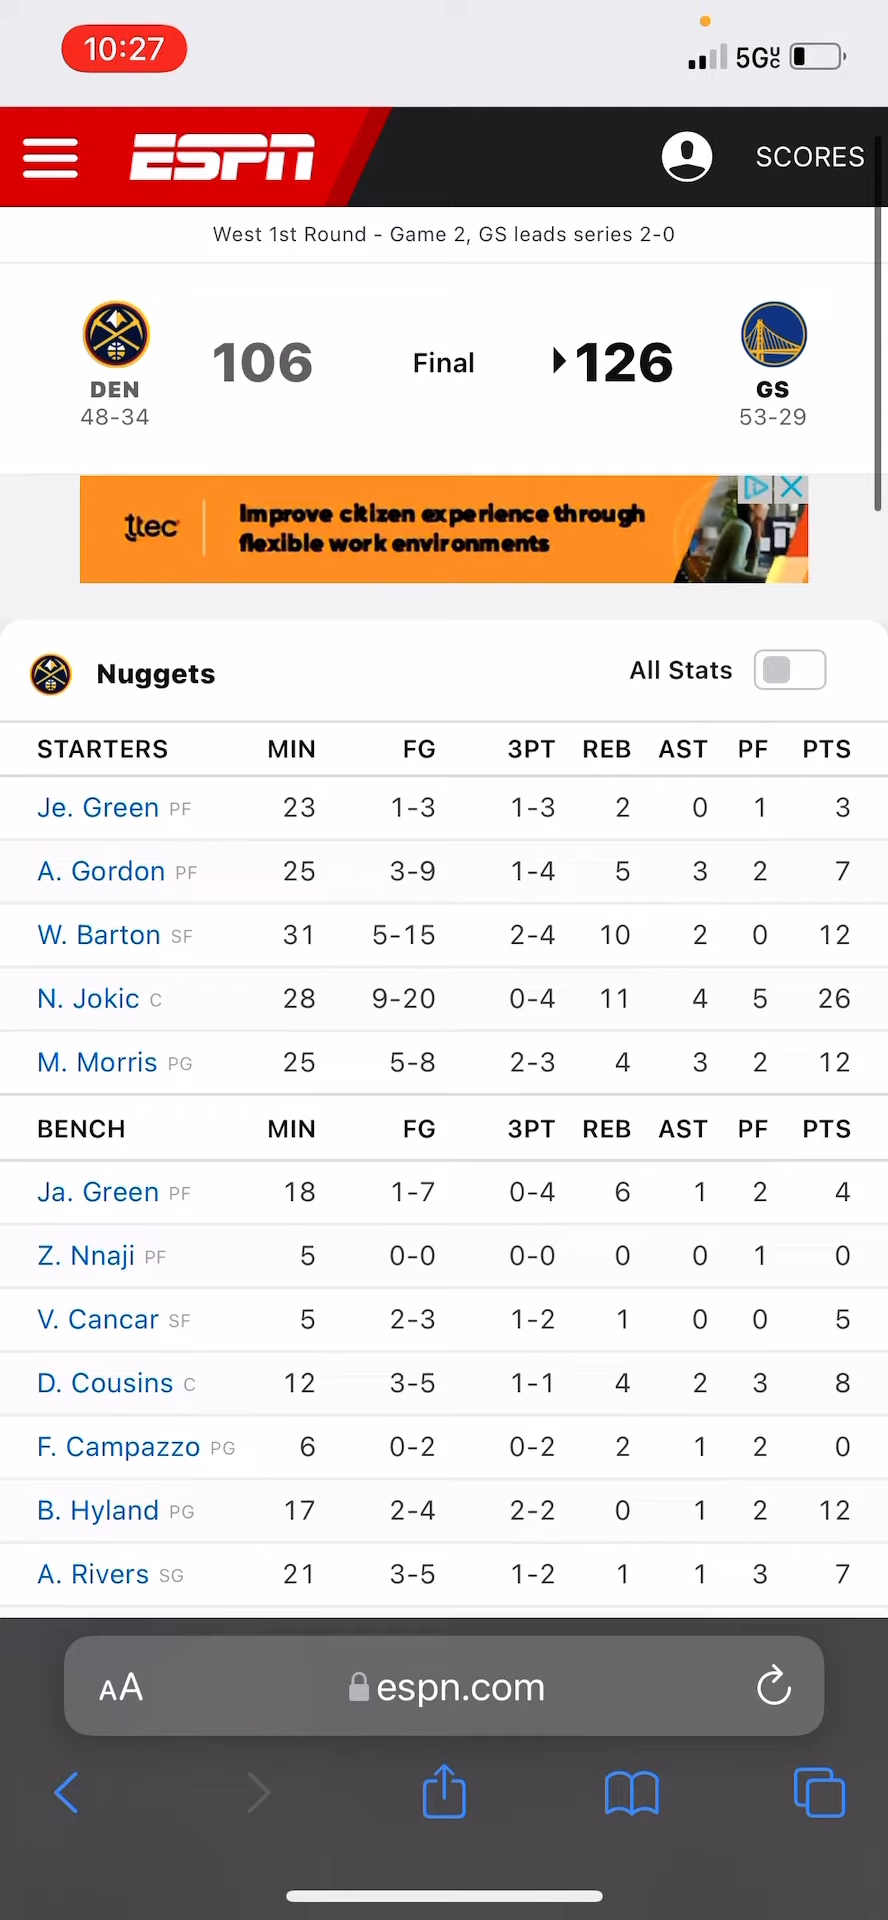 10:27
5GUC
ESPN
SCORES
West 1st Round - Game 2, GS leads series 2-0
DEN 106 Final 126 GS
48-34 53-29
ttec
Improve citizen experience through
flexible work environments
Nuggets All Stats
STARTERS MIN FG 3PT REB AST PF PTS
Je. Green PF 23 1-3 1-3 2 0 1 3
A. Gordon PF 25 3-9 1-4 5 3 2 7
W. Barton SF 31 5-15 2-4 10 2 0 12
N. Jokic C 28 9-20 0-4 11 4 5 26
M. Morris PG 25 5-8 2-3 4 3 2 12
BENCH MIN FG 3PT REB AST PF PTS
Ja. Green PF 18 1-7 0-4 6 1 2 4
Z. Nnaji PF 5 0-0 0-0 0 0 1 0
V. Cancar SF 5 2-3 1-2 1 0 0 5
D. Cousins C 12 3-5 1-1 4 2 3 8
F. Campazzo PG 6 0-2 0-2 2 1 2 0
B. Hyland PG 17 2-4 2-2 0 1 2 12
A. Rivers SG 21 3-5 1-2 1 1 3 7
AA espn.com